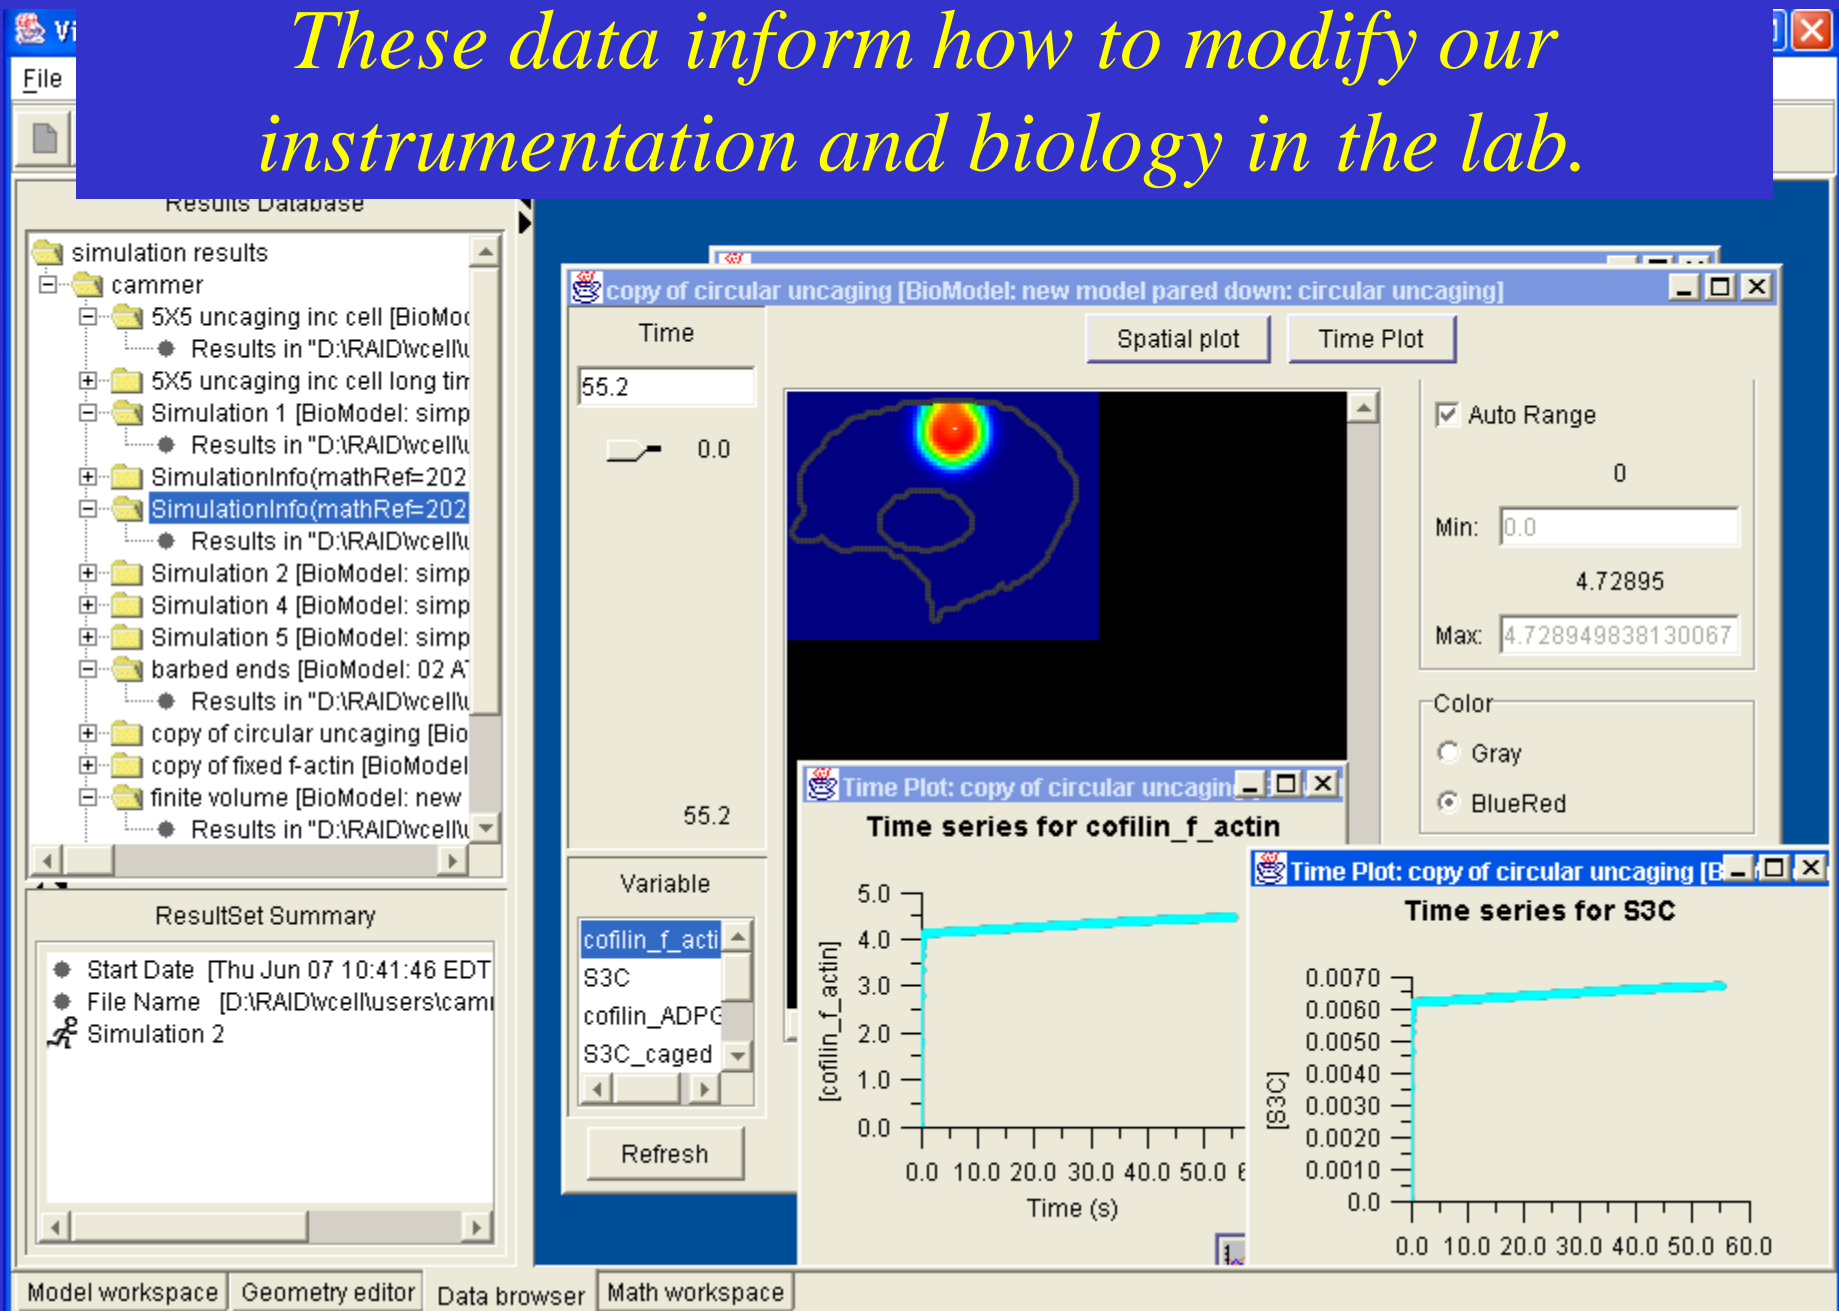 These data inform how to modify our
instrumentation and biology in the lab.
File
Results Database
simulation results
cammer
5X5 uncaging inc cell [BioMod
Results in "D:\RAID\vcell\u
5X5 uncaging inc cell long tim
Simulation 1 [BioModel: simp
Results in "D:\RAID\vcell\u
SimulationInfo(mathRef=202
SimulationInfo(mathRef=202
Results in "D:\RAID\vcell\u
Simulation 2 [BioModel: simp
Simulation 4 [BioModel: simp
Simulation 5 [BioModel: simp
barbed ends [BioModel: 02 A
Results in "D:\RAID\vcell\u
copy of circular uncaging [Bio
copy of fixed f-actin [BioModel
finite volume [BioModel: new
Results in "D:\RAID\vcell\u
ResultSet Summary
Start Date [Thu Jun 07 10:41:46 EDT
File Name [D:\RAID\vcell\users\camm
Simulation 2
copy of circular uncaging [BioModel: new model pared down: circular uncaging]
Time
55.2
0.0
55.2
Spatial plot
Time Plot
Auto Range
0
Min: 0.0
4.72895
Max: 4.728949838130067
Color
Gray
BlueRed
Variable
cofilin_f_acti
S3C
cofilin_ADPG
S3C_caged
Refresh
Time Plot: copy of circular uncaging
Time series for cofilin_f_actin
[cofilin_f_actin]
5.0
4.0
3.0
2.0
1.0
0.0
0.0 10.0 20.0 30.0 40.0 50.0 6
Time (s)
Time Plot: copy of circular uncaging [B
Time series for S3C
[S3C]
0.0070
0.0060
0.0050
0.0040
0.0030
0.0020
0.0010
0.0
0.0 10.0 20.0 30.0 40.0 50.0 60.0
Model workspace
Geometry editor
Data browser
Math workspace